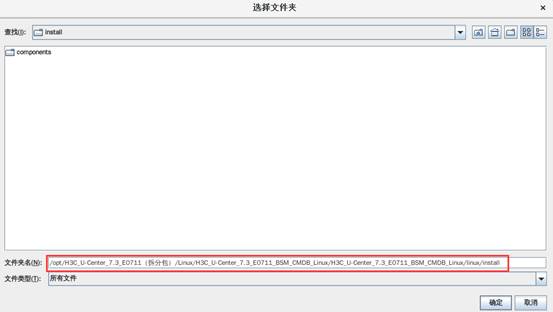 选择文件夹
查找(I): install
components
文件夹名(N): /opt/H3C_U-Center_7.3_E0711（拆分包）/Linux/H3C_U-Center_7.3_E0711_BSM_CMDB_Linux/H3C_U-Center_7.3_E0711_BSM_CMDB_Linux/linux/install
文件类型(T): 所有文件
确定 取消